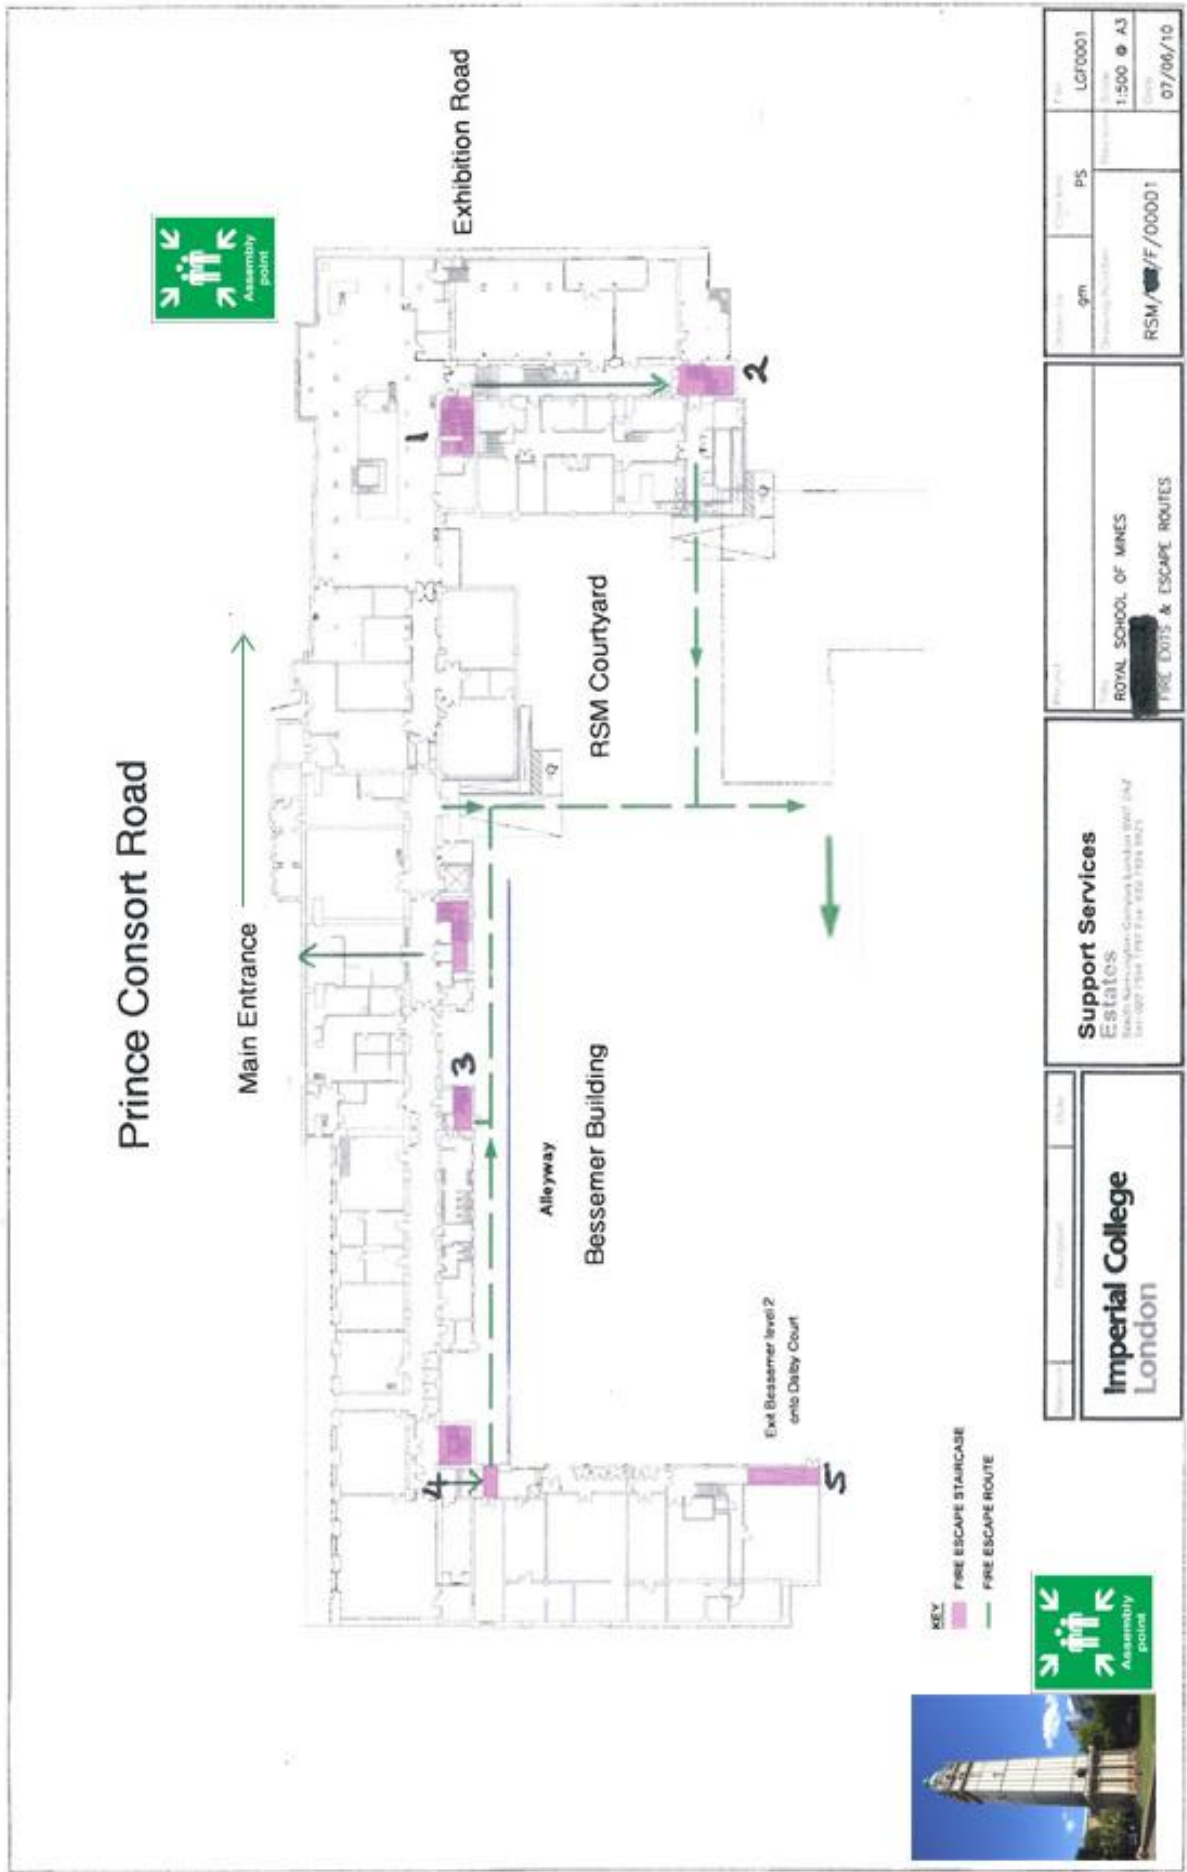 Prince Consort Road
Assembly
point
Main Entrance
Exhibition Road
1
2
3
4
5
RSM Courtyard
Alleyway
Bessemer Building
Exit Bessemer level 2
onto Dalby Court
KEY
FIRE ESCAPE STAIRCASE
FIRE ESCAPE ROUTE
Assembly
point
Imperial College
London
Support Services
Estates
ROYAL SCHOOL OF MINES
FIRE EXITS & ESCAPE ROUTES
gm
PS
LGF0001
RSM/
/F/00001
1:500 @ A3
07/06/10